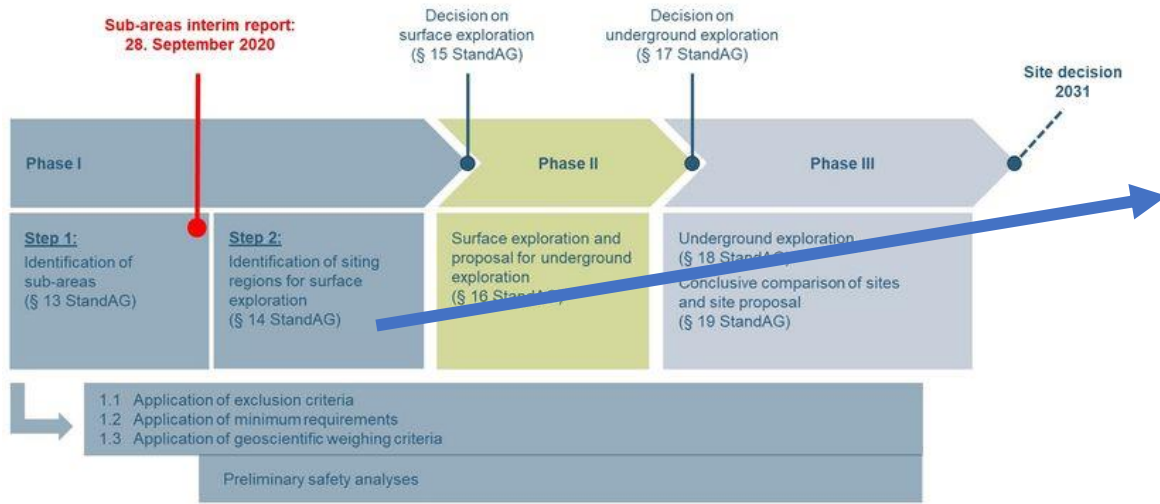 Sub-areas interim report:
28. September 2020
Decision on
surface exploration
(§ 15 StandAG)
Decision on
underground exploration
(§ 17 StandAG)
Site decision
2031
Phase I
Phase II
Phase III
Step 1:
Identification of
sub-areas
(§ 13 StandAG)
Step 2:
Identification of siting
regions for surface
exploration
(§ 14 StandAG)
Surface exploration and
proposal for underground
exploration
(§ 16 StandAG)
Underground exploration
(§ 18 StandAG)
Conclusive comparison of sites
and site proposal
(§ 19 StandAG)
1.1 Application of exclusion criteria
1.2 Application of minimum requirements
1.3 Application of geoscientific weighing criteria
Preliminary safety analyses